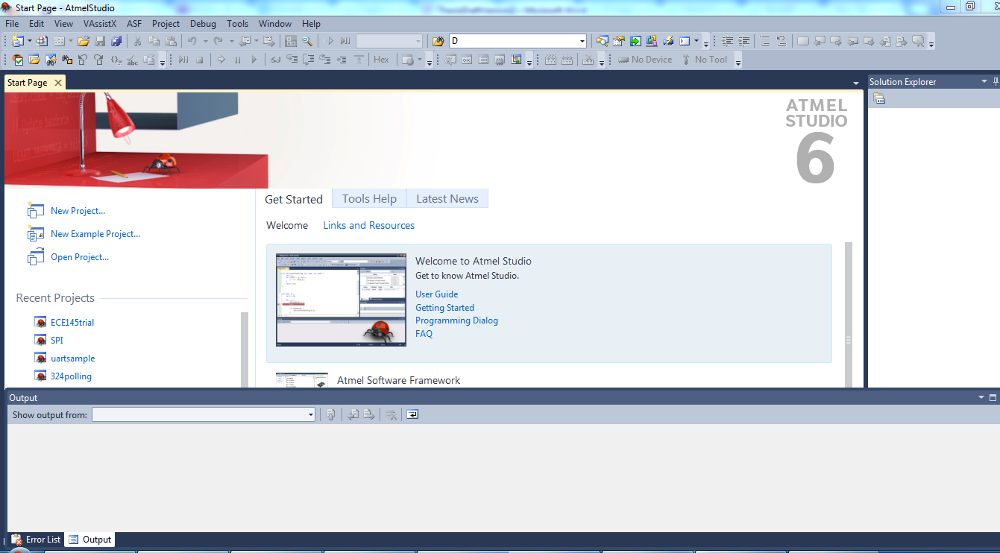 Start Page - AtmelStudio
File Edit View VAssistX ASF Project Debug Tools Window Help
D
Hex No Device No Tool
Start Page
Solution Explorer
ATMEL
STUDIO
6
Get Started Tools Help Latest News
Welcome Links and Resources
New Project...
New Example Project...
Open Project...
Recent Projects
ECE145trial
SPI
uartsample
324polling
Welcome to Atmel Studio
Get to know Atmel Studio.
User Guide
Getting Started
Programming Dialog
FAQ
Atmel Software Framework
Output
Show output from:
Error List Output